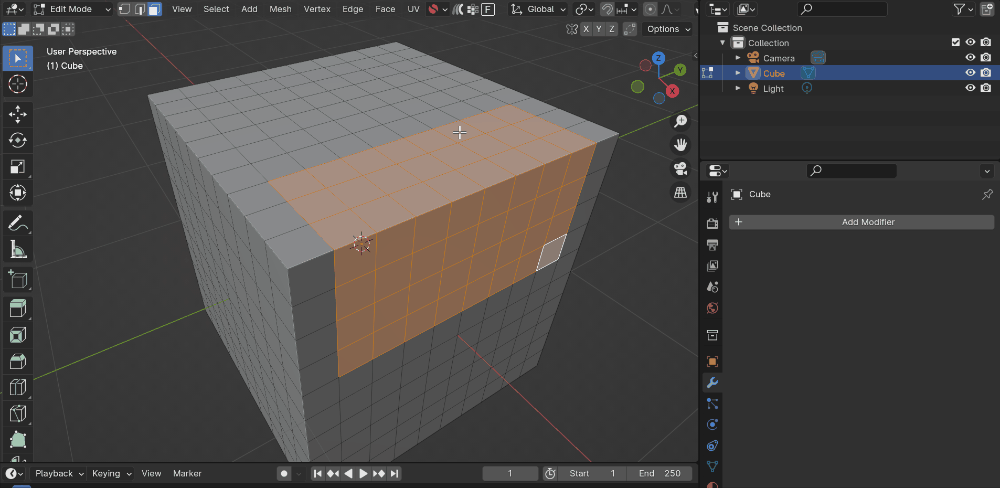 Edit Mode View Select Add Mesh Vertex Edge Face UV F Global
X Y Z Options
User Perspective
(1) Cube
Z
Y
X
Scene Collection
Collection
Camera
Cube
Light
Cube
+ Add Modifier
Playback Keying View Marker 1 Start 1 End 250